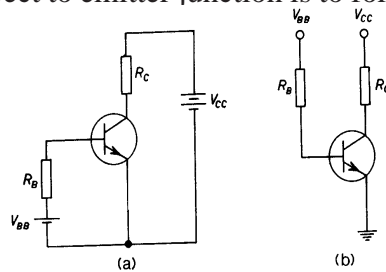 ect to emitter junction is to for
R_C
V_CC
R_B
V_BB
(a)
V_BB
V_CC
R_B
R_C
(b)